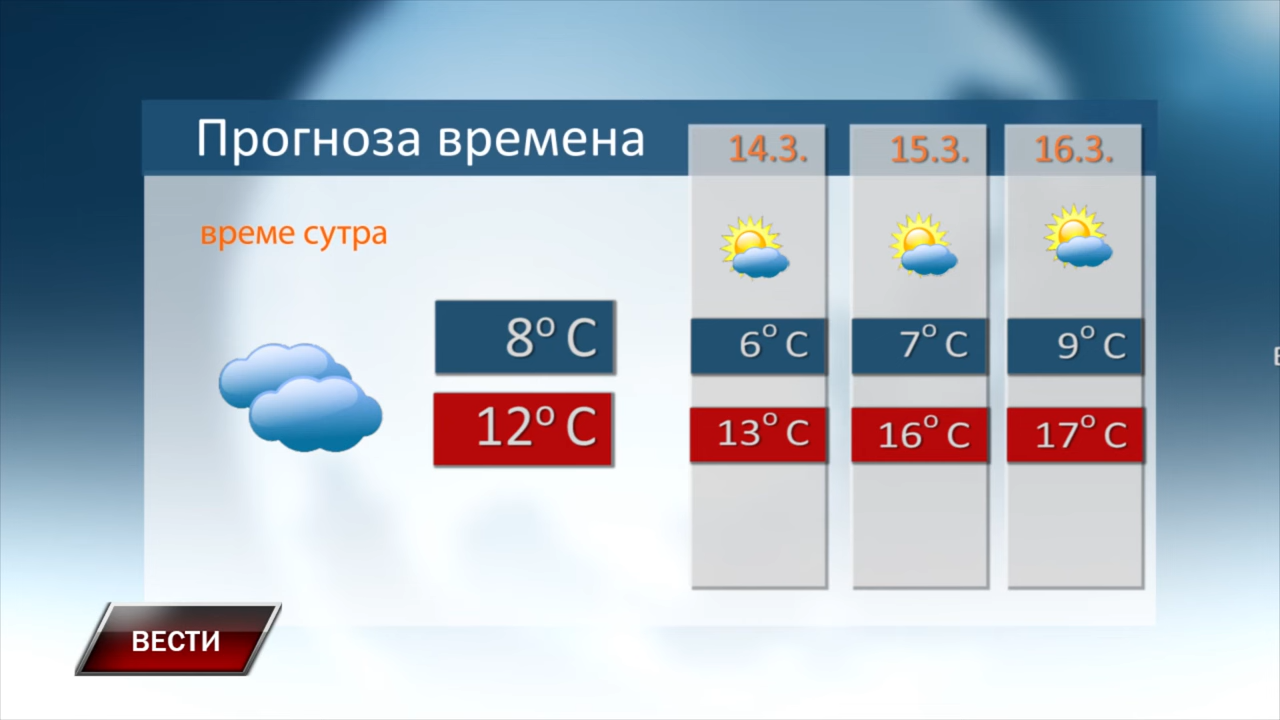 Прогноза времена
време сутра
8° C
12° C
14.3.
6° C
13° C
15.3.
7° C
16° C
16.3.
9° C
17° C
ВЕСТИ